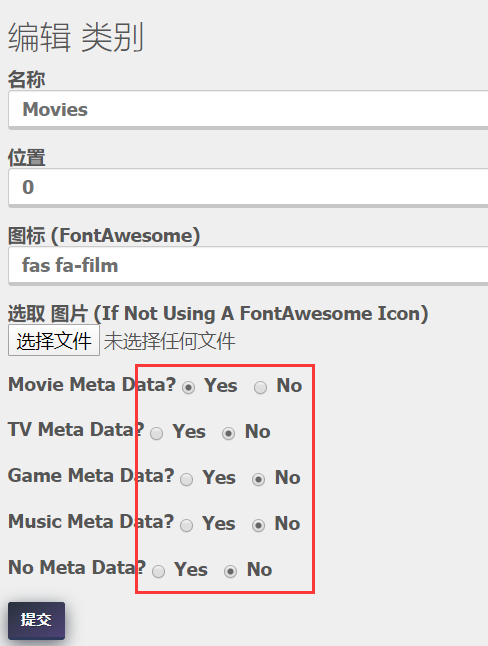 编辑 类别
名称
Movies
位置
0
图标 (FontAwesome)
fas fa-film
选取 图片 (If Not Using A FontAwesome Icon)
选择文件 未选择任何文件
Movie Meta Data? Yes No
TV Meta Data? Yes No
Game Meta Data? Yes No
Music Meta Data? Yes No
No Meta Data? Yes No
提交